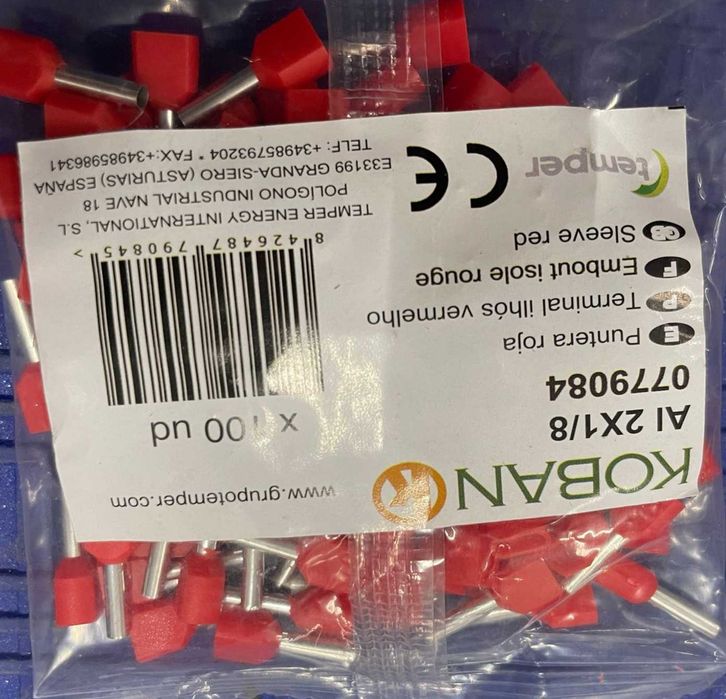 KOBAN K
www.grupotemper.com
AI 2X1/8
0779084
x 100 ud
E Puntera roja
P Terminal ilhós vermelho
F Embout isole rouge
GB Sleeve red
8 426487 790845 >
temper
CE
TEMPER ENERGY INTERNATIONAL, S.L
POLÍGONO INDUSTRIAL NAVE 18
E33199 GRANDA-SIERO (ASTURIAS) ESPAÑA
TELF: +34985793204 * FAX:+34985986341